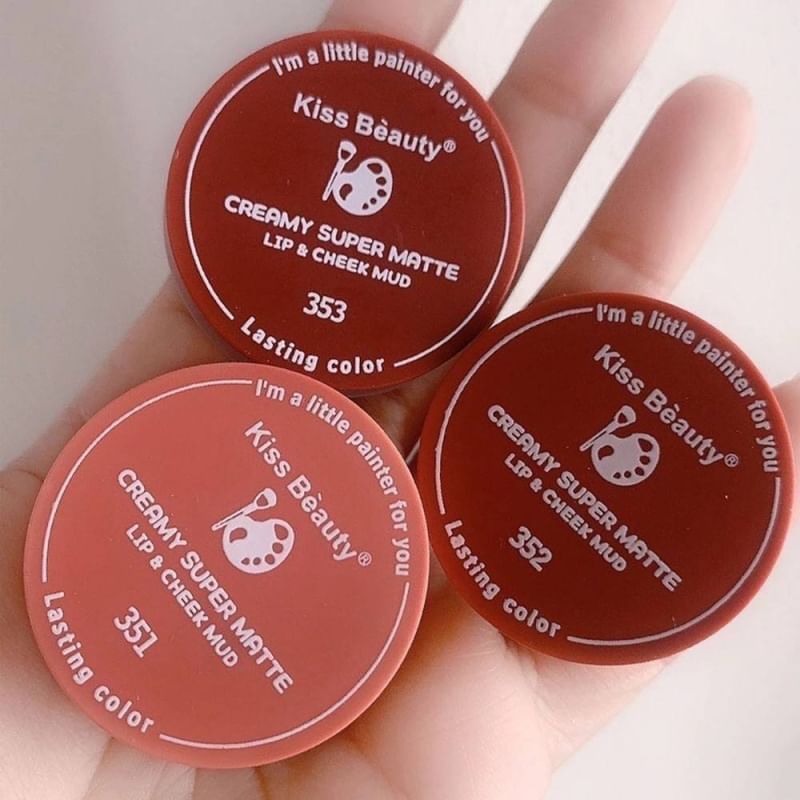 I'm a little painter for you
Kiss Bèauty®
CREAMY SUPER MATTE
LIP & CHEEK MUD
353
Lasting color
I'm a little painter for you
Kiss Bèauty®
CREAMY SUPER MATTE
LIP & CHEEK MUD
352
Lasting color
I'm a little painter for you
Kiss Bèauty®
CREAMY SUPER MATTE
LIP & CHEEK MUD
351
Lasting color